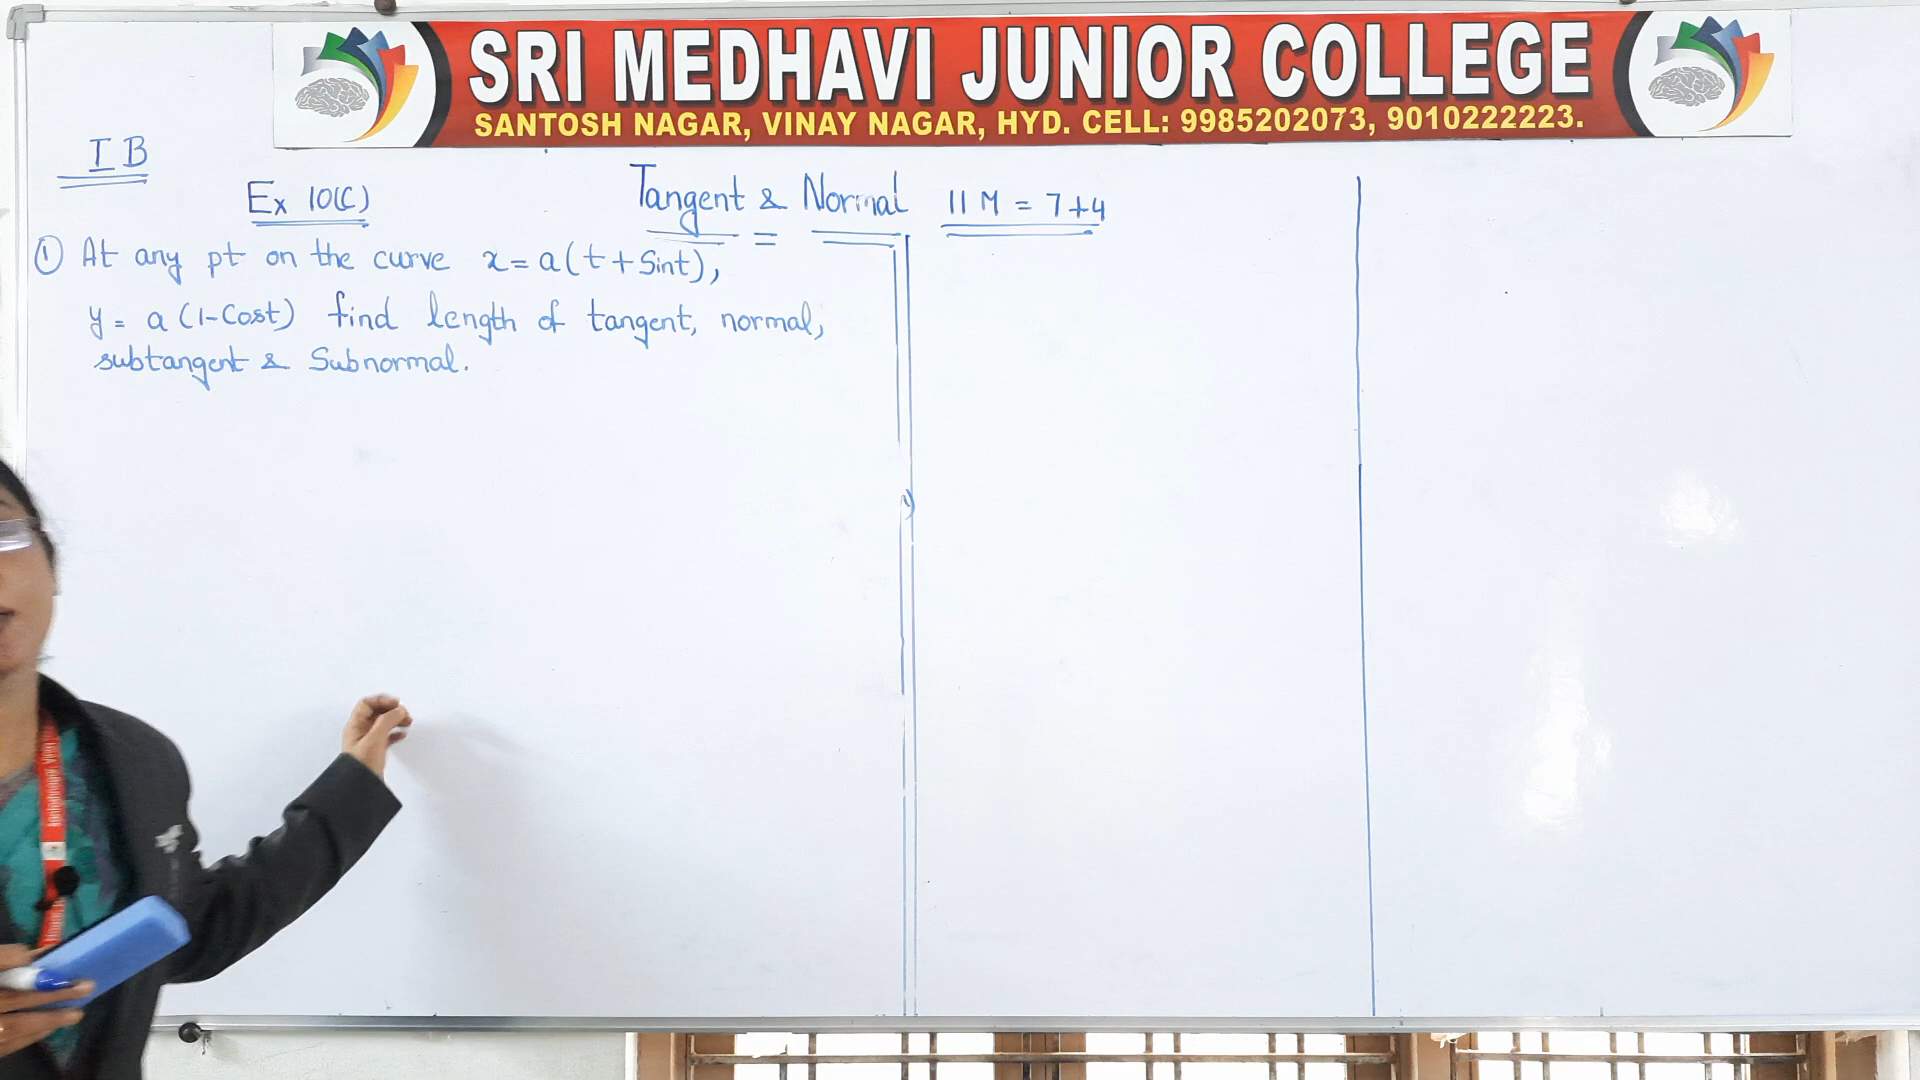 SRI MEDHAVI JUNIOR COLLEGE
SANTOSH NAGAR, VINAY NAGAR, HYD. CELL: 9985202073, 9010222223.
I B
Ex 10(C)
Tangent & Normal 11 M = 7+4
① At any pt on the curve x = a(t + Sint),
y = a (1-Cost) find length of tangent, normal,
subtangent & Subnormal.